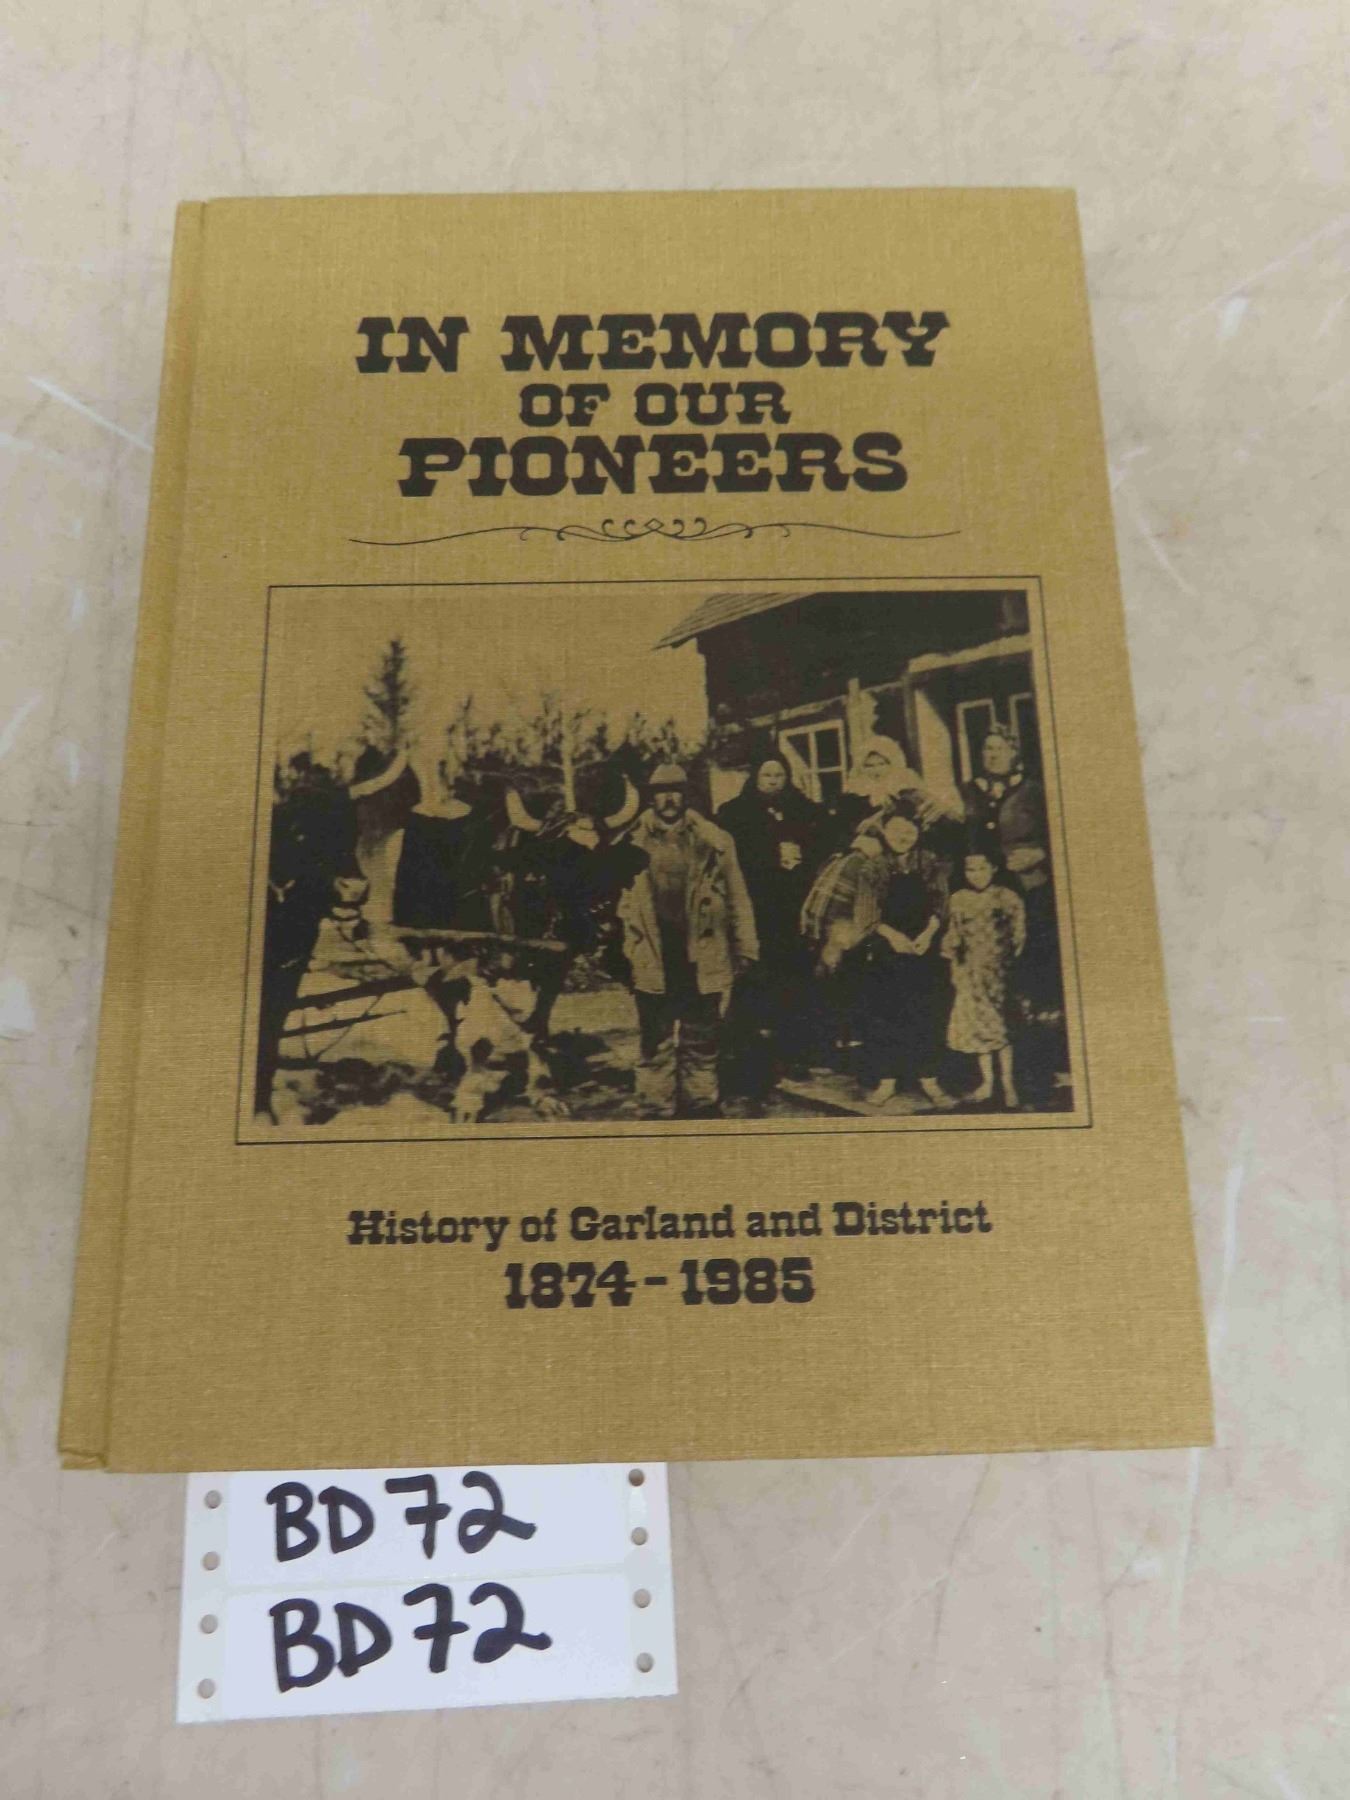 IN MEMORY
OF OUR
PIONEERS
History of Garland and District
1874-1985
BD72
BD72